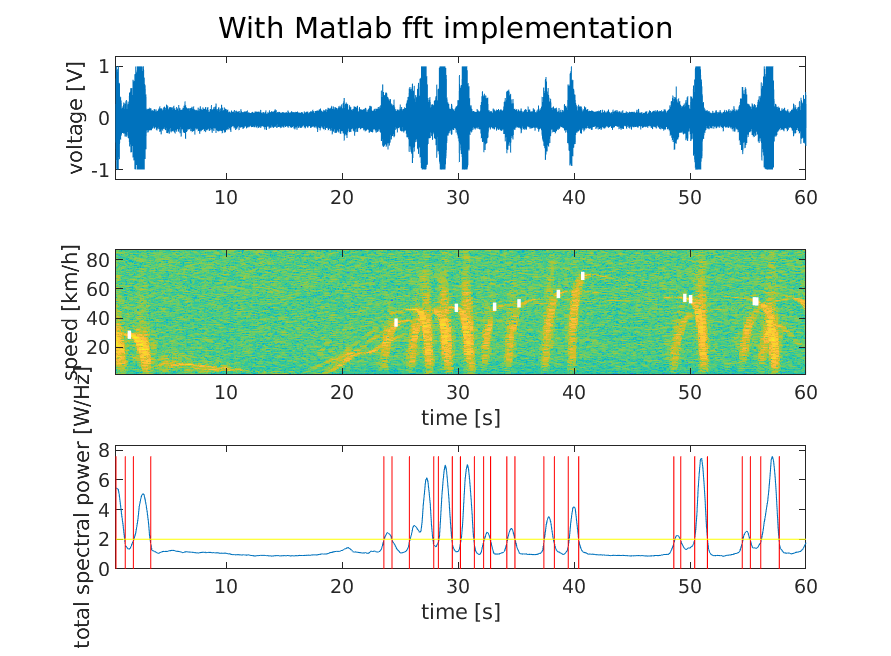 With Matlab fft implementation
voltage [V]
1
0
-1
10 20 30 40 50 60
speed [km/h]
80
60
40
20
10 20 30 40 50 60
time [s]
total spectral power [W/Hz]
8
6
4
2
0
10 20 30 40 50 60
time [s]